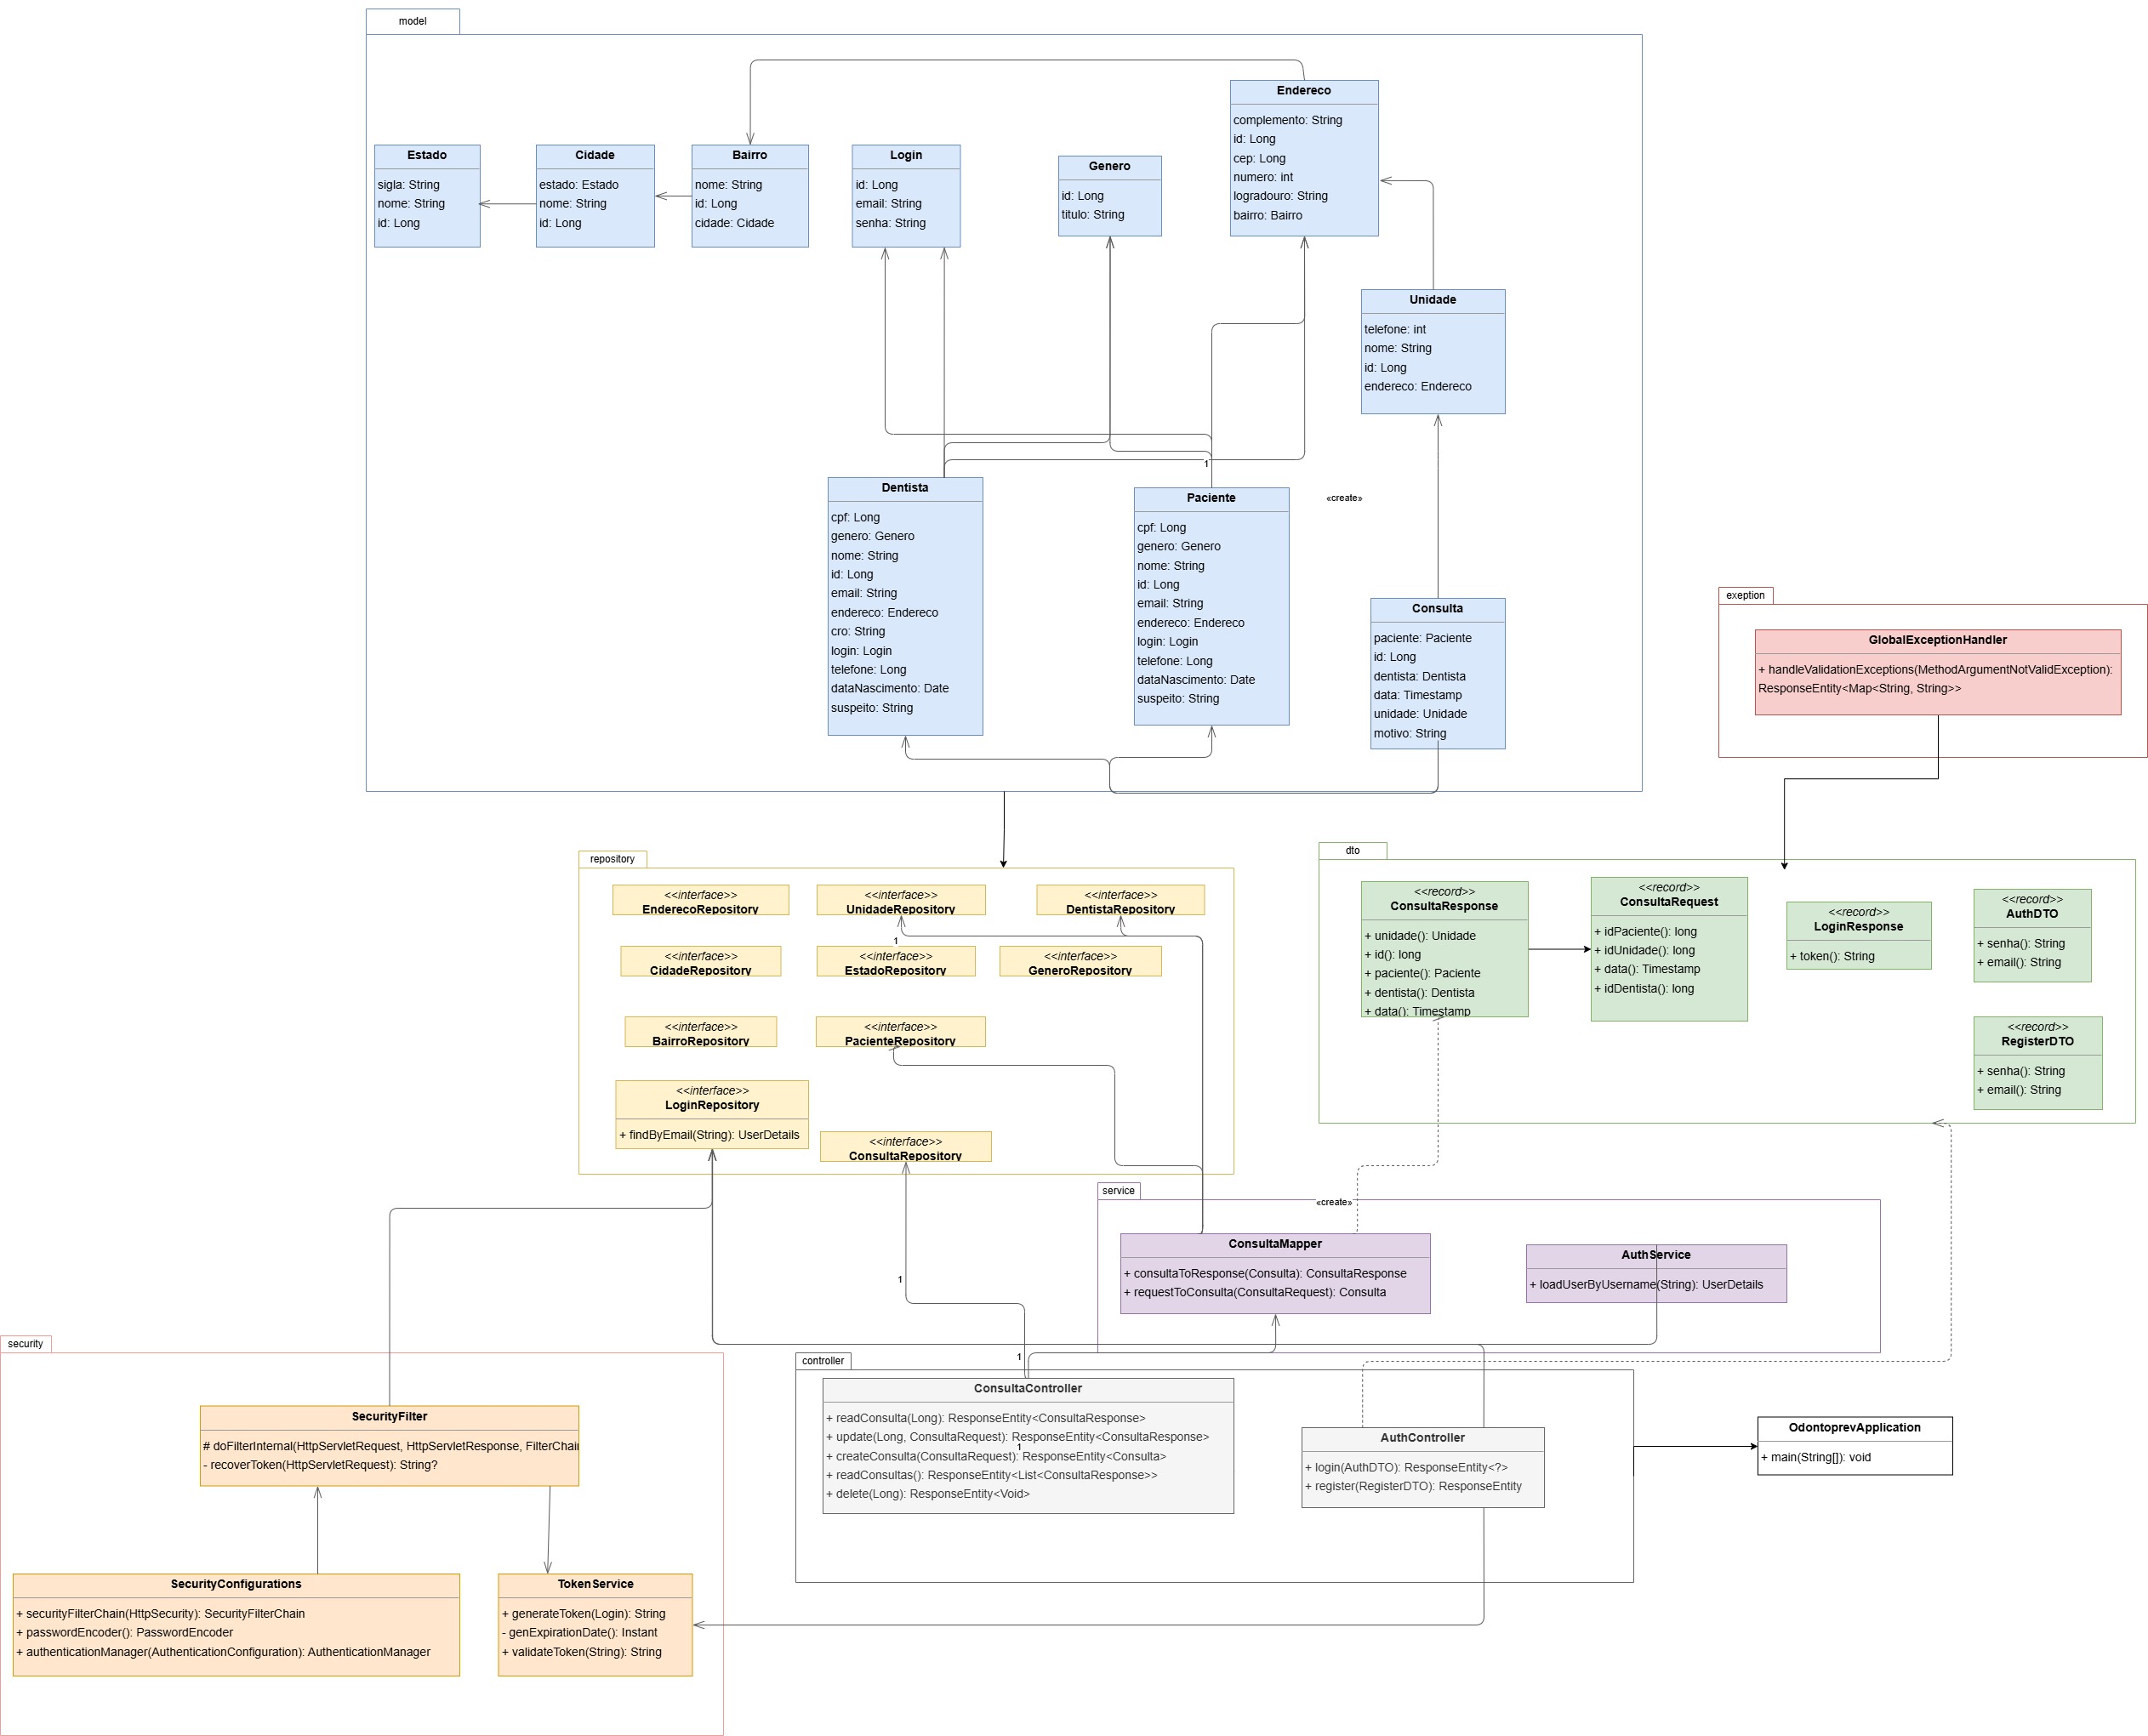 model
Endereco
complemento: String
id: Long
cep: Long
numero: int
logradouro: String
bairro: Bairro
Estado
sigla: String
nome: String
id: Long
Cidade
estado: Estado
nome: String
id: Long
Bairro
nome: String
id: Long
cidade: Cidade
Login
id: Long
email: String
senha: String
Genero
id: Long
titulo: String
Unidade
telefone: int
nome: String
id: Long
endereco: Endereco
1
Dentista
cpf: Long
genero: Genero
nome: String
id: Long
email: String
endereco: Endereco
cro: String
login: Login
telefone: Long
dataNascimento: Date
suspeito: String
Paciente
cpf: Long
genero: Genero
nome: String
id: Long
email: String
endereco: Endereco
login: Login
telefone: Long
dataNascimento: Date
suspeito: String
«create»
Consulta
paciente: Paciente
id: Long
dentista: Dentista
data: Timestamp
unidade: Unidade
motivo: String
exeption
GlobalExceptionHandler
+ handleValidationExceptions(MethodArgumentNotValidException):
ResponseEntity<Map<String, String>>
repository
<<interface>>
EnderecoRepository
<<interface>>
UnidadeRepository
<<interface>>
DentistaRepository
1
<<interface>>
CidadeRepository
<<interface>>
EstadoRepository
<<interface>>
GeneroRepository
<<interface>>
BairroRepository
<<interface>>
PacienteRepository
<<interface>>
LoginRepository
+ findByEmail(String): UserDetails
<<interface>>
ConsultaRepository
dto
<<record>>
ConsultaResponse
+ unidade(): Unidade
+ id(): long
+ paciente(): Paciente
+ dentista(): Dentista
+ data(): Timestamp
<<record>>
ConsultaRequest
+ idPaciente(): long
+ idUnidade(): long
+ data(): Timestamp
+ idDentista(): long
<<record>>
LoginResponse
+ token(): String
<<record>>
AuthDTO
+ senha(): String
+ email(): String
<<record>>
RegisterDTO
+ senha(): String
+ email(): String
service
«create»
ConsultaMapper
+ consultaToResponse(Consulta): ConsultaResponse
+ requestToConsulta(ConsultaRequest): Consulta
AuthService
+ loadUserByUsername(String): UserDetails
1
1
security
SecurityFilter
# doFilterInternal(HttpServletRequest, HttpServletResponse, FilterChai
- recoverToken(HttpServletRequest): String?
SecurityConfigurations
+ securityFilterChain(HttpSecurity): SecurityFilterChain
+ passwordEncoder(): PasswordEncoder
+ authenticationManager(AuthenticationConfiguration): AuthenticationManager
TokenService
+ generateToken(Login): String
- genExpirationDate(): Instant
+ validateToken(String): String
controller
ConsultaController
+ readConsulta(Long): ResponseEntity<ConsultaResponse>
+ update(Long, ConsultaRequest): ResponseEntity<ConsultaResponse>
1
+ createConsulta(ConsultaRequest): ResponseEntity<Consulta>
+ readConsultas(): ResponseEntity<List<ConsultaResponse>>
+ delete(Long): ResponseEntity<Void>
AuthController
+ login(AuthDTO): ResponseEntity<?>
+ register(RegisterDTO): ResponseEntity
OdontoprevApplication
+ main(String[]): void